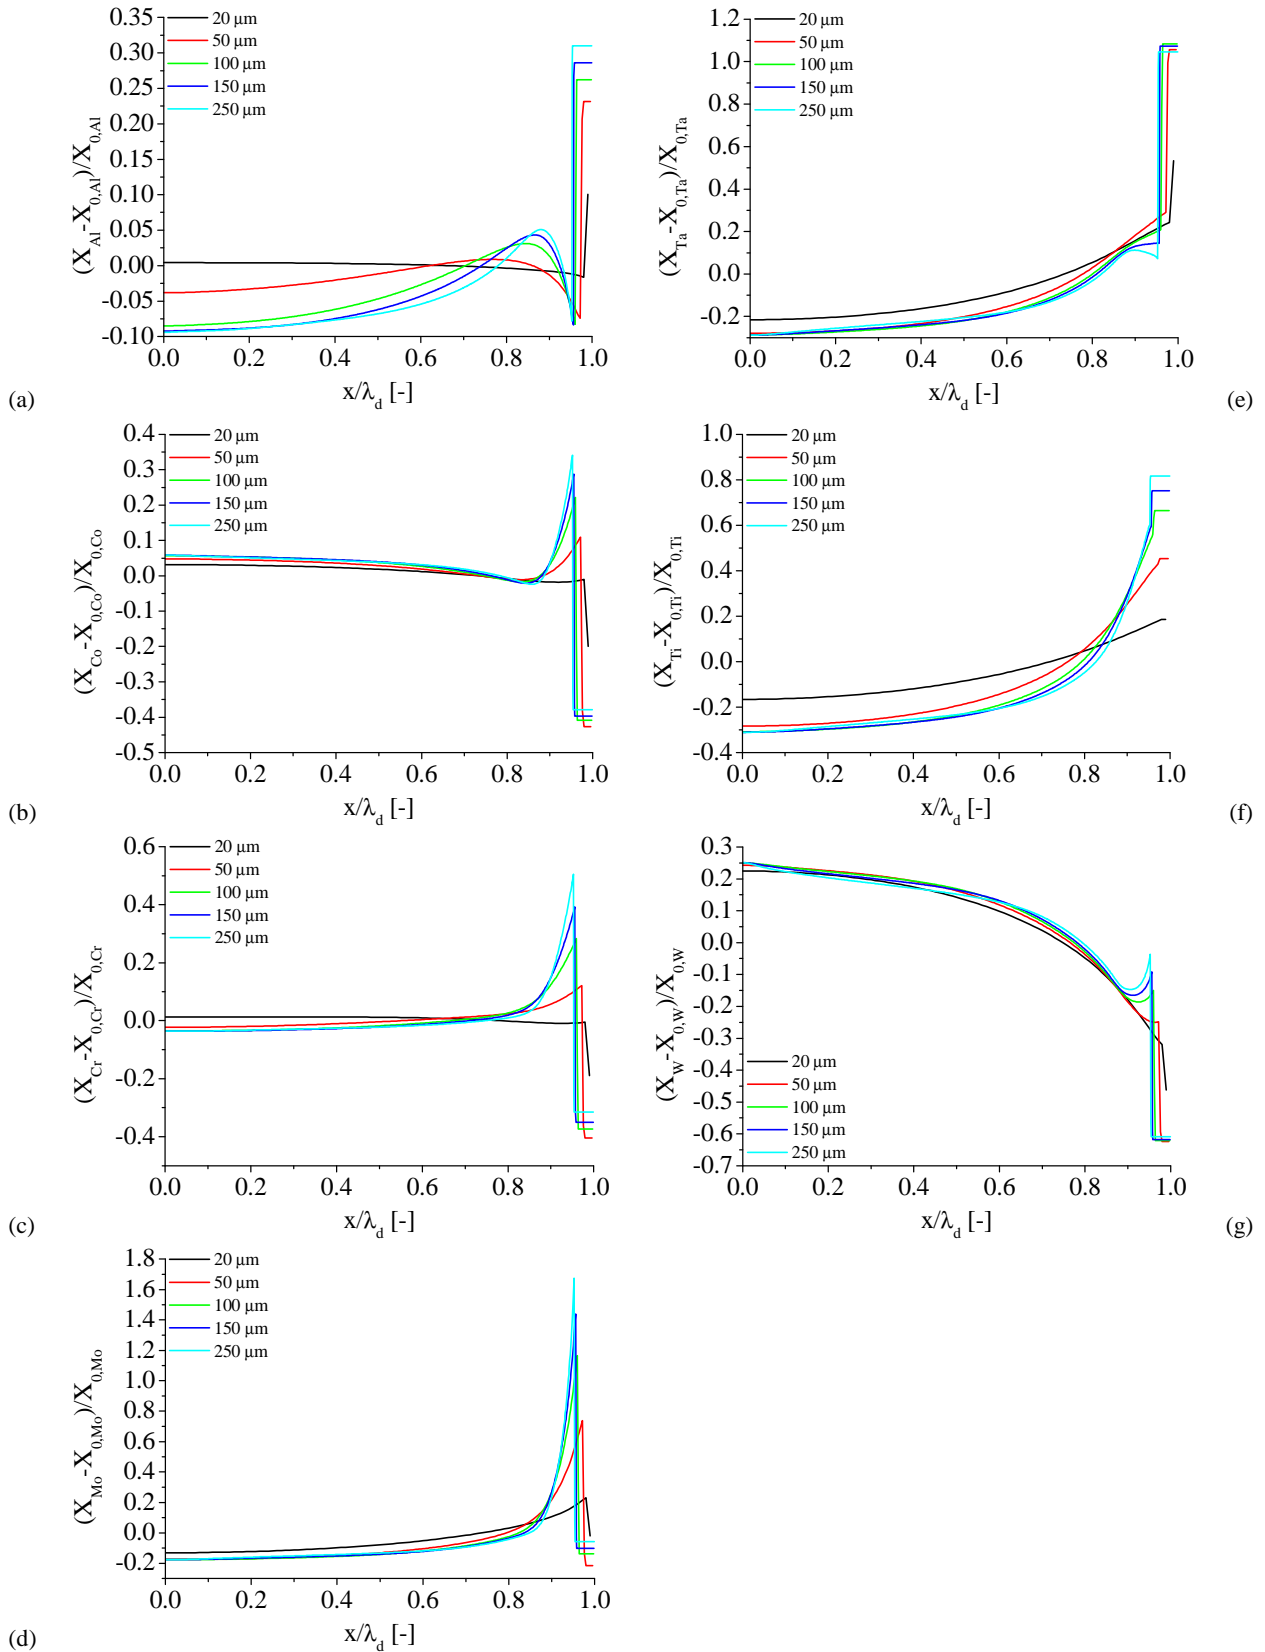 20 µm
50 µm
100 µm
150 µm
250 µm
0.35
0.30
0.25
0.20
0.15
0.10
0.05
0.00
-0.05
-0.10
(X_Al-X_0,Al)/X_0,Al
0.0 0.2 0.4 0.6 0.8 1.0
x/λ_d [-]
(a)
20 µm
50 µm
100 µm
150 µm
250 µm
1.2
1.0
0.8
0.6
0.4
0.2
0.0
-0.2
(X_Ta-X_0,Ta)/X_0,Ta
0.0 0.2 0.4 0.6 0.8 1.0
x/λ_d [-]
(e)
20 µm
50 µm
100 µm
150 µm
250 µm
0.4
0.3
0.2
0.1
0.0
-0.1
-0.2
-0.3
-0.4
-0.5
(X_Co-X_0,Co)/X_0,Co
0.0 0.2 0.4 0.6 0.8 1.0
x/λ_d [-]
(b)
20 µm
50 µm
100 µm
150 µm
250 µm
1.0
0.8
0.6
0.4
0.2
0.0
-0.2
-0.4
(X_Ti-X_0,Ti)/X_0,Ti
0.0 0.2 0.4 0.6 0.8 1.0
x/λ_d [-]
(f)
20 µm
50 µm
100 µm
150 µm
250 µm
0.6
0.4
0.2
0.0
-0.2
-0.4
(X_Cr-X_0,Cr)/X_0,Cr
0.0 0.2 0.4 0.6 0.8 1.0
x/λ_d [-]
(c)
0.3
0.2
0.1
0.0
-0.1
-0.2
-0.3
-0.4
-0.5
-0.6
-0.7
(X_W-X_0,W)/X_0,W
20 µm
50 µm
100 µm
150 µm
250 µm
0.0 0.2 0.4 0.6 0.8 1.0
x/λ_d [-]
(g)
20 µm
50 µm
100 µm
150 µm
250 µm
1.8
1.6
1.4
1.2
1.0
0.8
0.6
0.4
0.2
0.0
-0.2
(X_Mo-X_0,Mo)/X_0,Mo
0.0 0.2 0.4 0.6 0.8 1.0
x/λ_d [-]
(d)